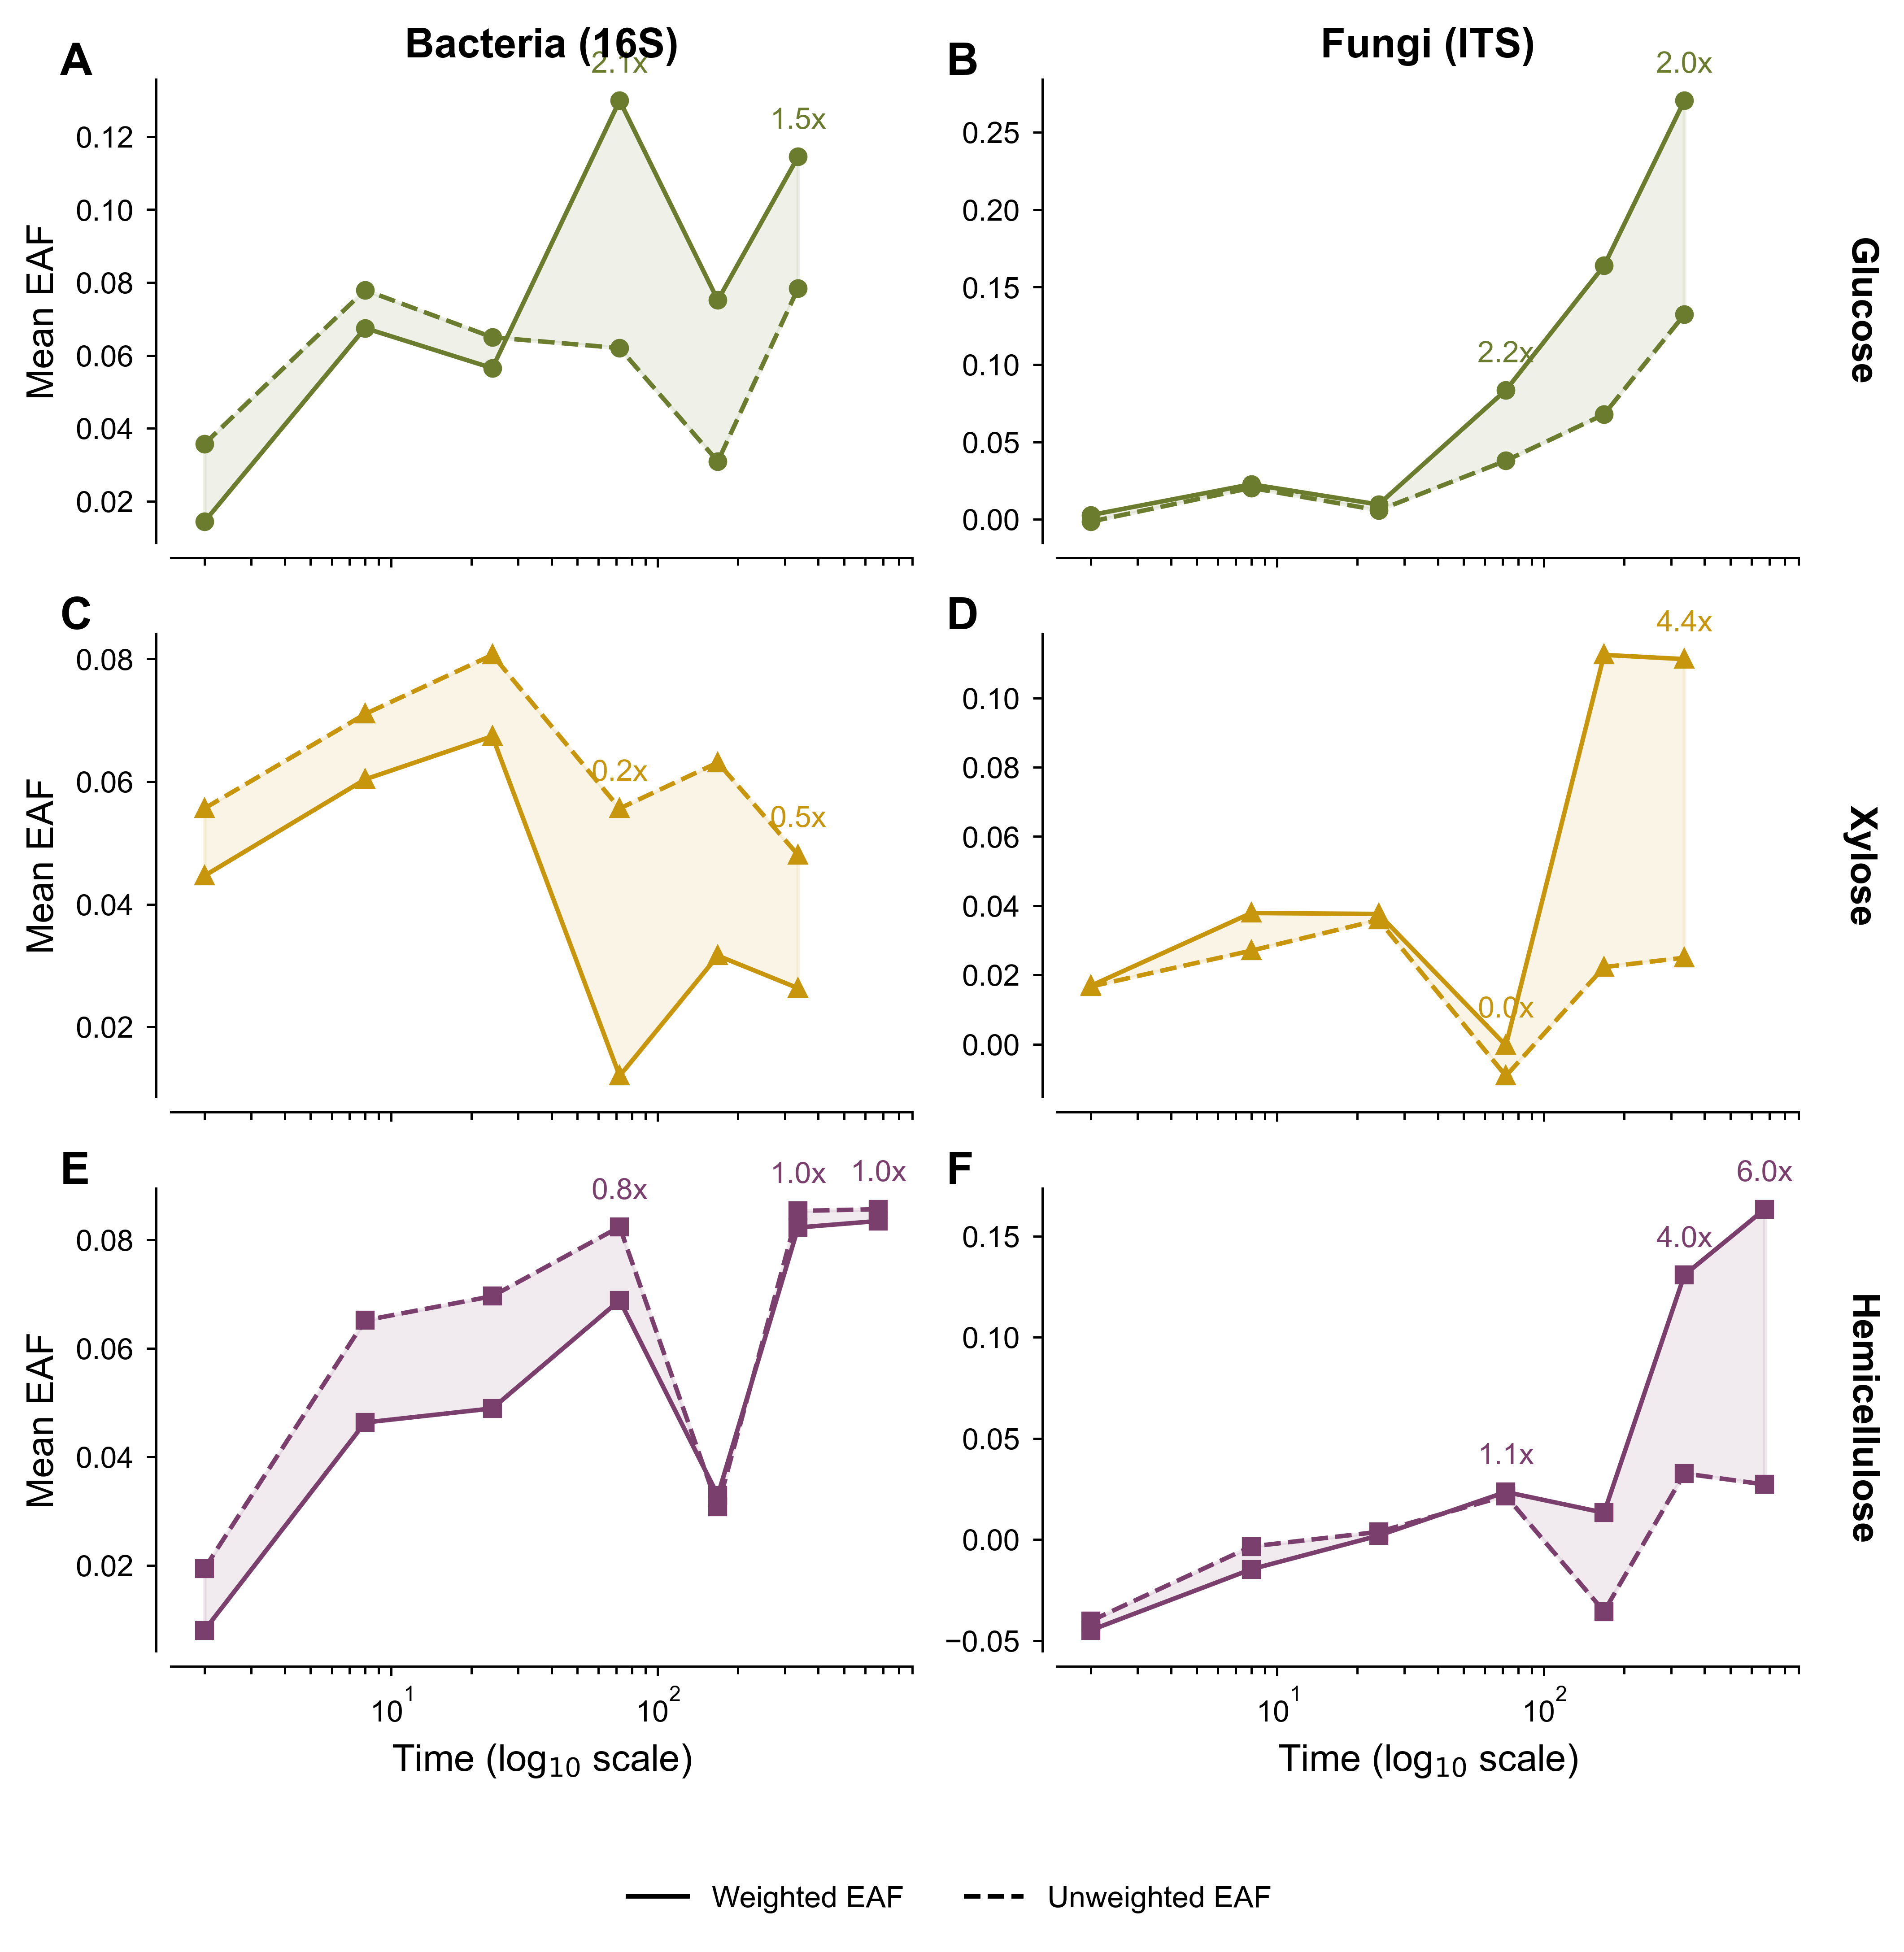 Bacteria (16S)
Fungi (ITS)
A
2.1x
1.5x
0.12
0.10
0.08
0.06
0.04
0.02
Mean EAF
B
2.0x
2.2x
0.25
0.20
0.15
0.10
0.05
0.00
Glucose
C
0.2x
0.5x
0.08
0.06
0.04
0.02
Mean EAF
D
4.4x
0.0x
0.10
0.08
0.06
0.04
0.02
0.00
Xylose
E
0.8x
1.0x
1.0x
0.08
0.06
0.04
0.02
Mean EAF
10¹
10²
Time (log₁₀ scale)
F
6.0x
4.0x
1.1x
0.15
0.10
0.05
0.00
−0.05
Hemicellulose
10¹
10²
Time (log₁₀ scale)
Weighted EAF
Unweighted EAF